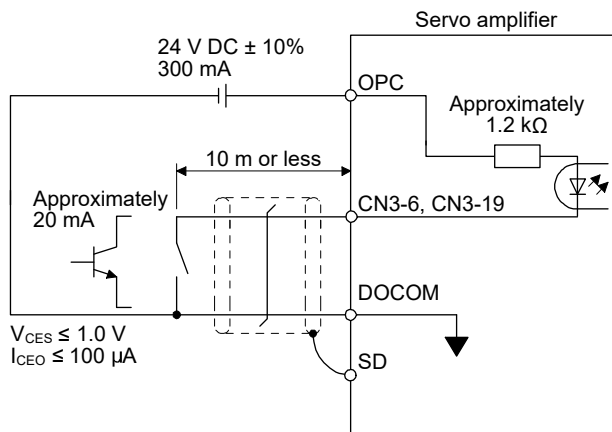 Servo amplifier
24 V DC ± 10%
300 mA
OPC
Approximately
1.2 kΩ
10 m or less
Approximately
20 mA
CN3-6, CN3-19
DOCOM
VCES ≤ 1.0 V
ICEO ≤ 100 µA
SD